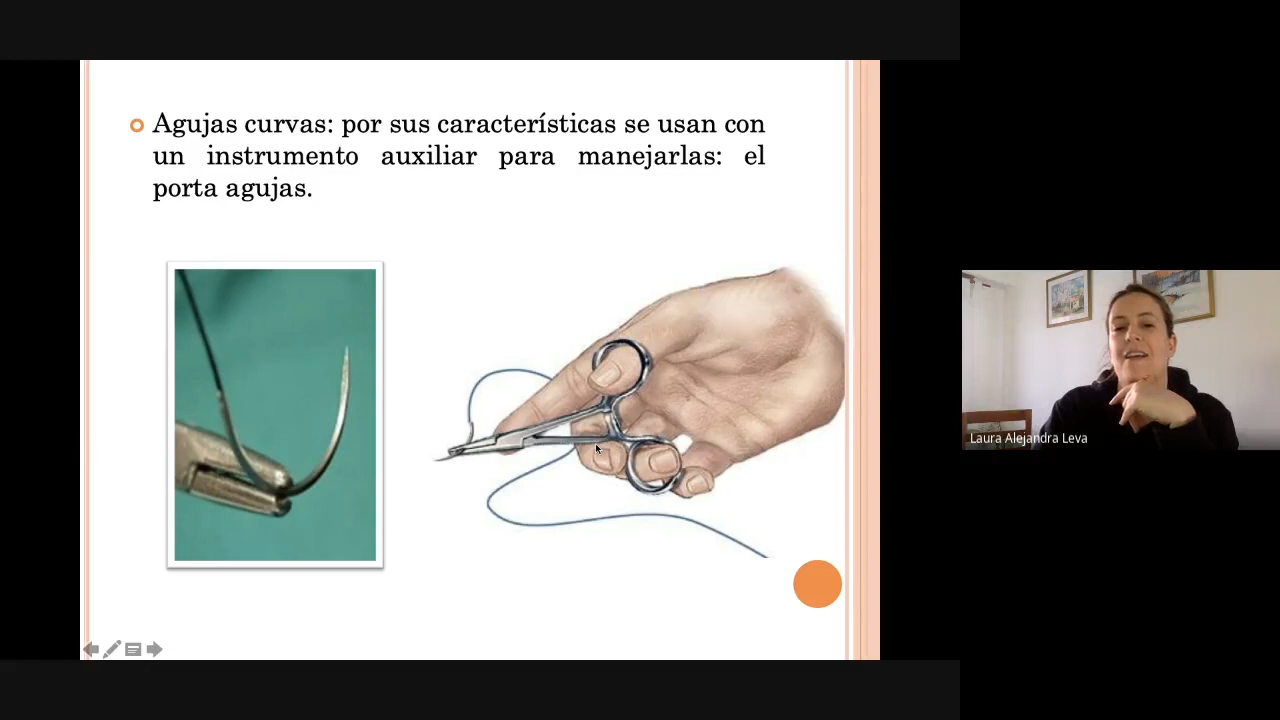 Agujas curvas: por sus características se usan con
un instrumento auxiliar para manejarlas: el
porta agujas.
Laura Alejandra Leva